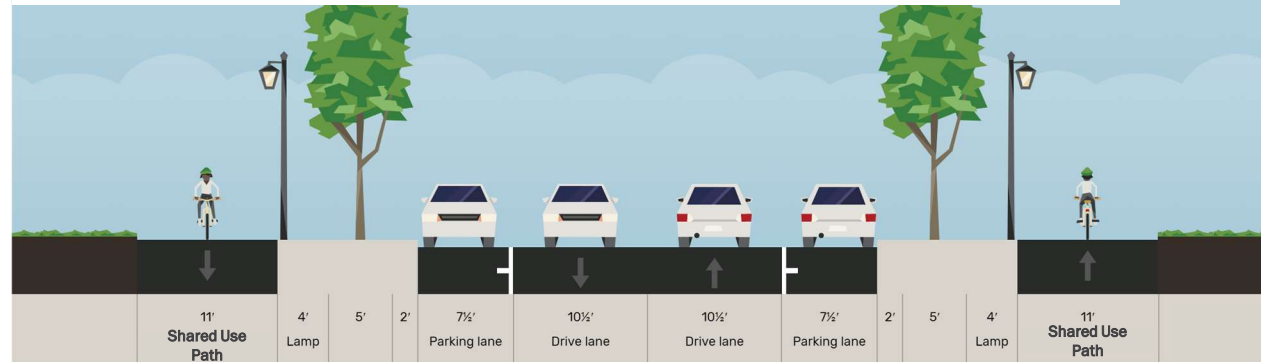 11′ 4′ 5′ 2′ 7½′ 10½′ 10½′ 7½′ 2′ 5′ 4′ 11′
Shared Use Path Lamp Parking lane Drive lane Drive lane Parking lane Lamp Shared Use Path